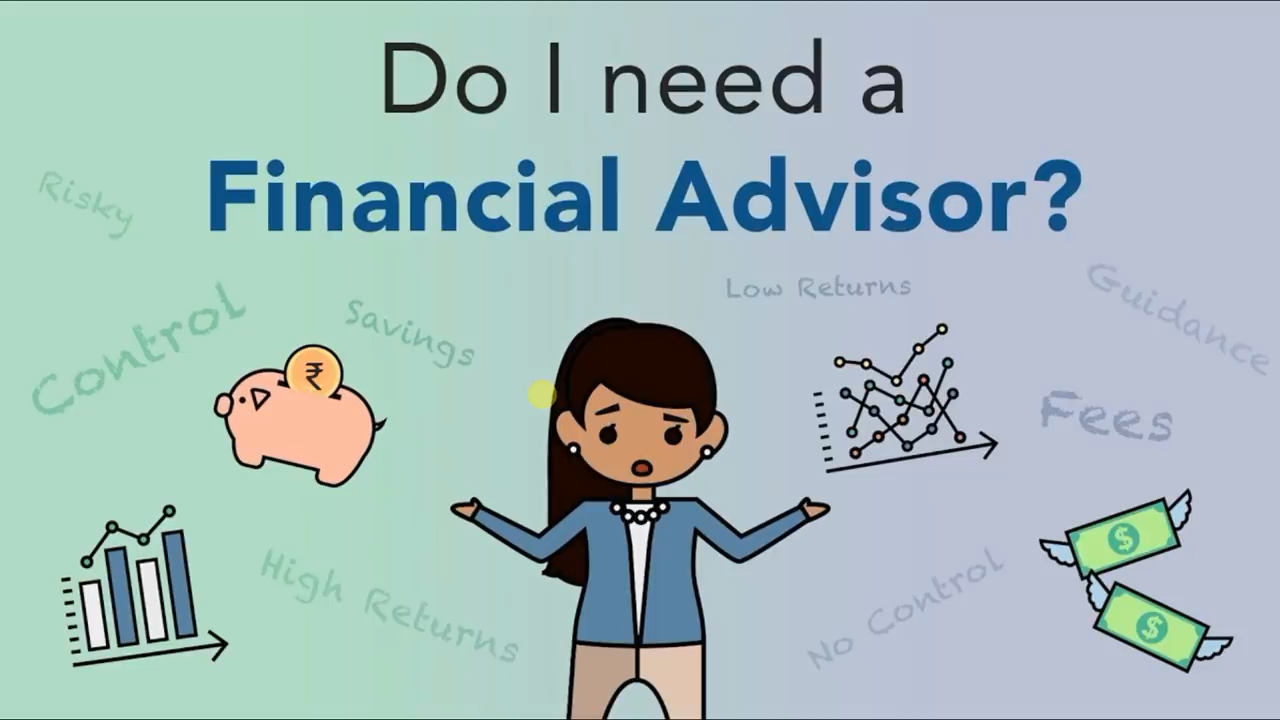 Do I need a
Financial Advisor?
Risky
Control
Savings
Low Returns
Guidance
₹
Fees
High Returns
No Control
$
$